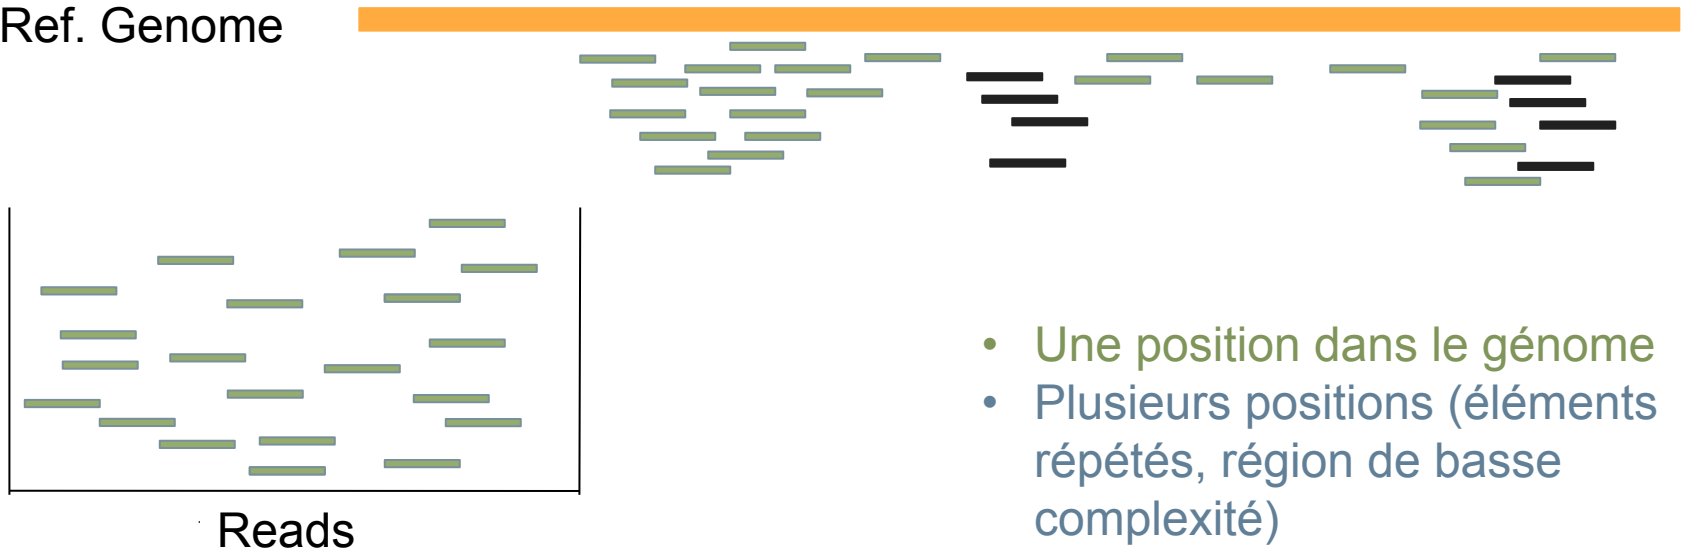 Ref. Genome
• Une position dans le génome
• Plusieurs positions (éléments
répétés, région de basse
complexité)
Reads